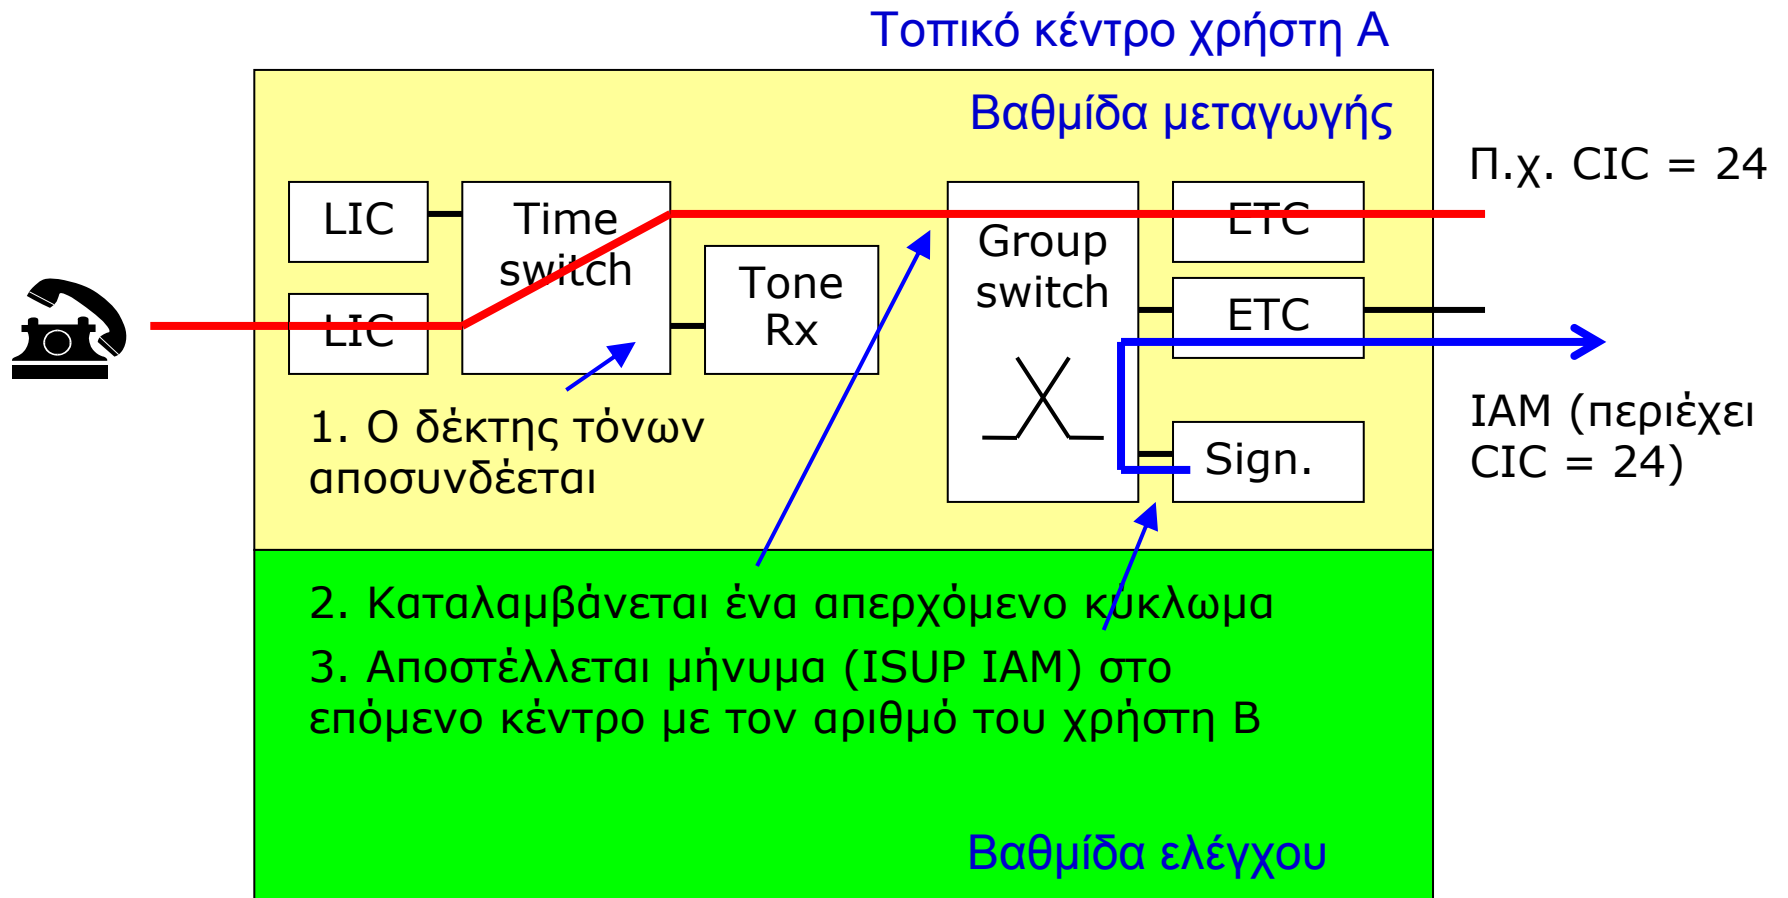 Τοπικό κέντρο χρήστη Α
Βαθμίδα μεταγωγής
Π.χ. CIC = 24
LIC
Time
switch
ETC
Group
switch
Tone
Rx
LIC
ETC
IAM (περιέχει
CIC = 24)
Sign.
1. Ο δέκτης τόνων
αποσυνδέεται
2. Καταλαμβάνεται ένα απερχόμενο κύκλωμα
3. Αποστέλλεται μήνυμα (ISUP IAM) στο
επόμενο κέντρο με τον αριθμό του χρήστη Β
Βαθμίδα ελέγχου